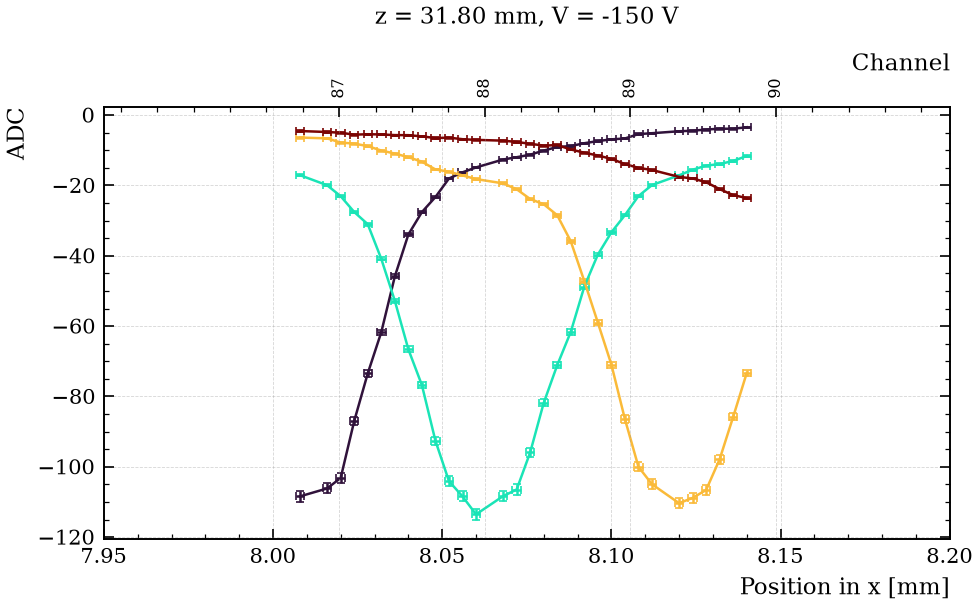 z = 31.80 mm, V = -150 V
Channel
87 88 89 90
ADC
0
−20
−40
−60
−80
−100
−120
7.95 8.00 8.05 8.10 8.15 8.20
Position in x [mm]